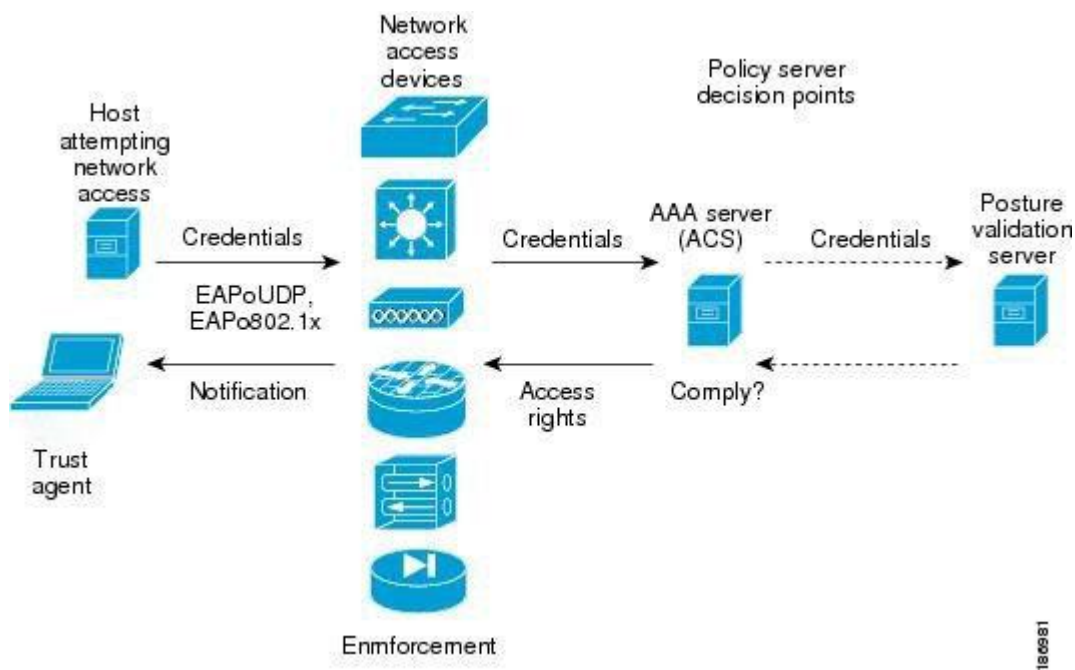 Network
access
devices
Policy server
decision points
Host
attempting
network
access
AAA server
(ACS)
Posture
validation
server
Credentials
Credentials
Credentials
EAPoUDP,
EAPo802.1x
Notification
Access
rights
Comply?
Trust
agent
Enmforcement
186981